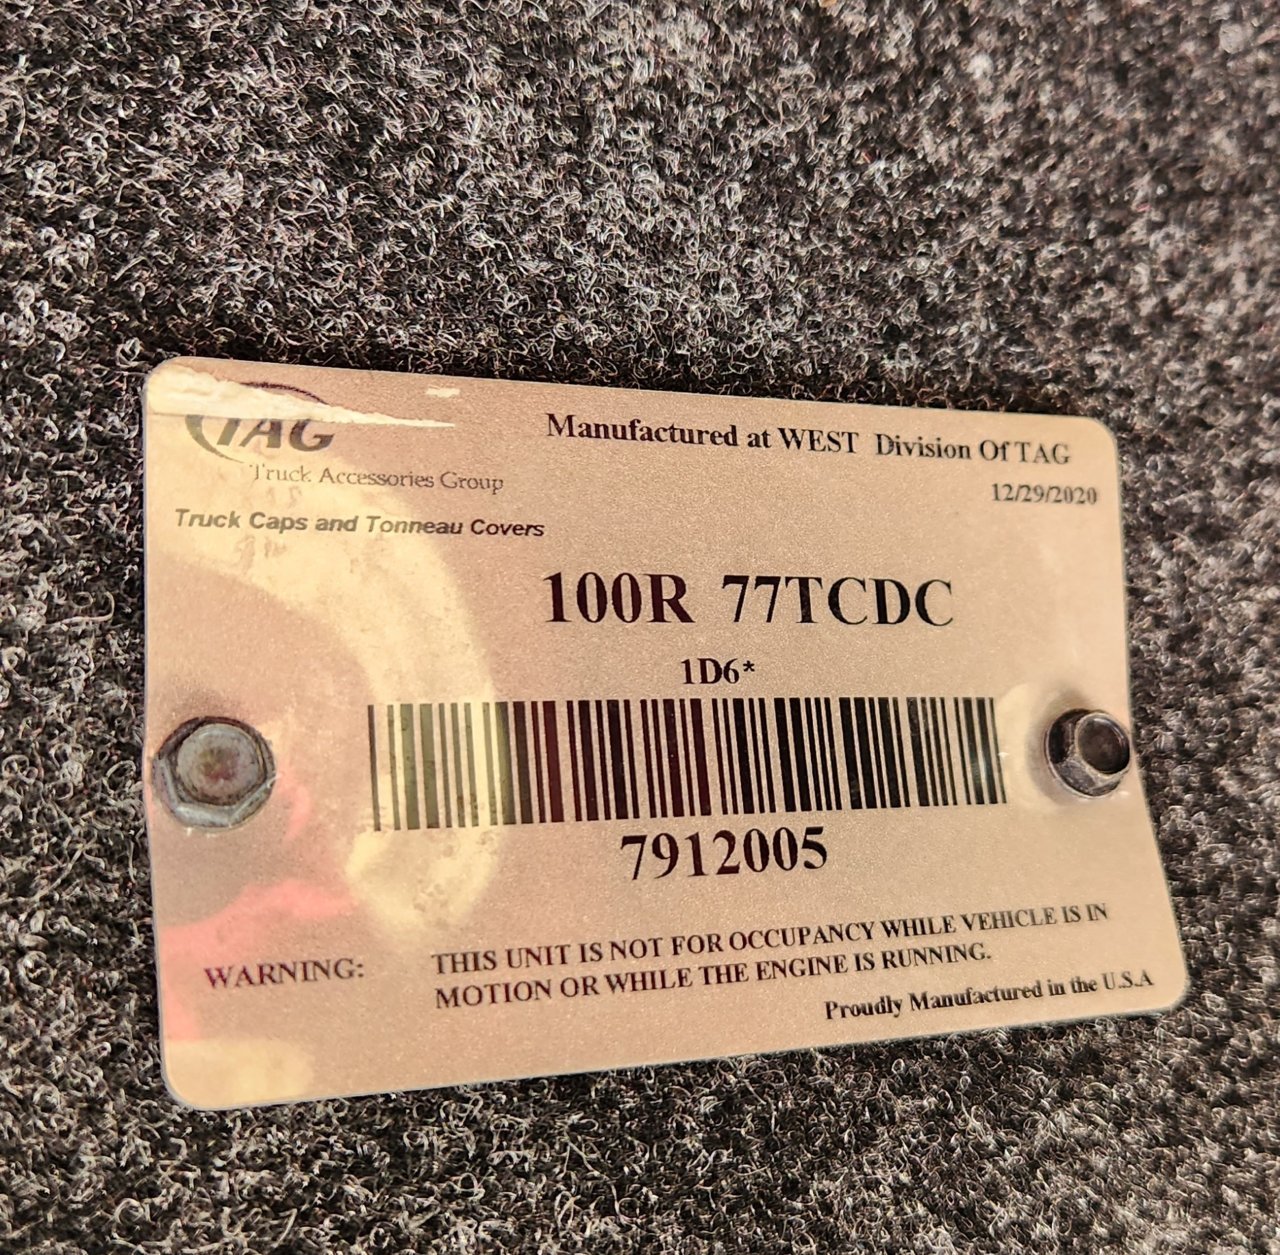 TAG
Truck Accessories Group
Truck Caps and Tonneau Covers
Manufactured at WEST Division Of TAG
12/29/2020
100R 77TCDC
1D6*
7912005
WARNING: THIS UNIT IS NOT FOR OCCUPANCY WHILE VEHICLE IS IN
MOTION OR WHILE THE ENGINE IS RUNNING.
Proudly Manufactured in the U.S.A